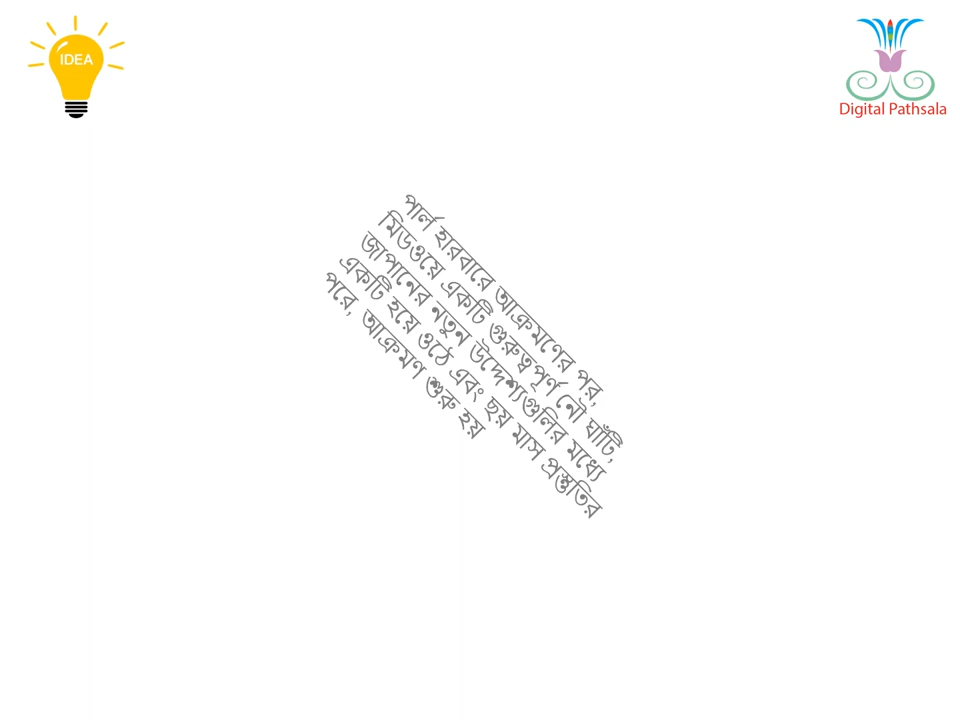 IDEA
Digital Pathsala
পার্ল হারবারে আক্রমণের পর,
মিডওয়ে একটি গুরুত্বপূর্ণ নৌ ঘাঁটি,
জাপানের নতুন উদ্দেশ্যগুলির মধ্যে
একটি হয়ে ওঠে এবং ছয় মাস প্রস্তুতির
পরে, আক্রমণ শুরু হয়